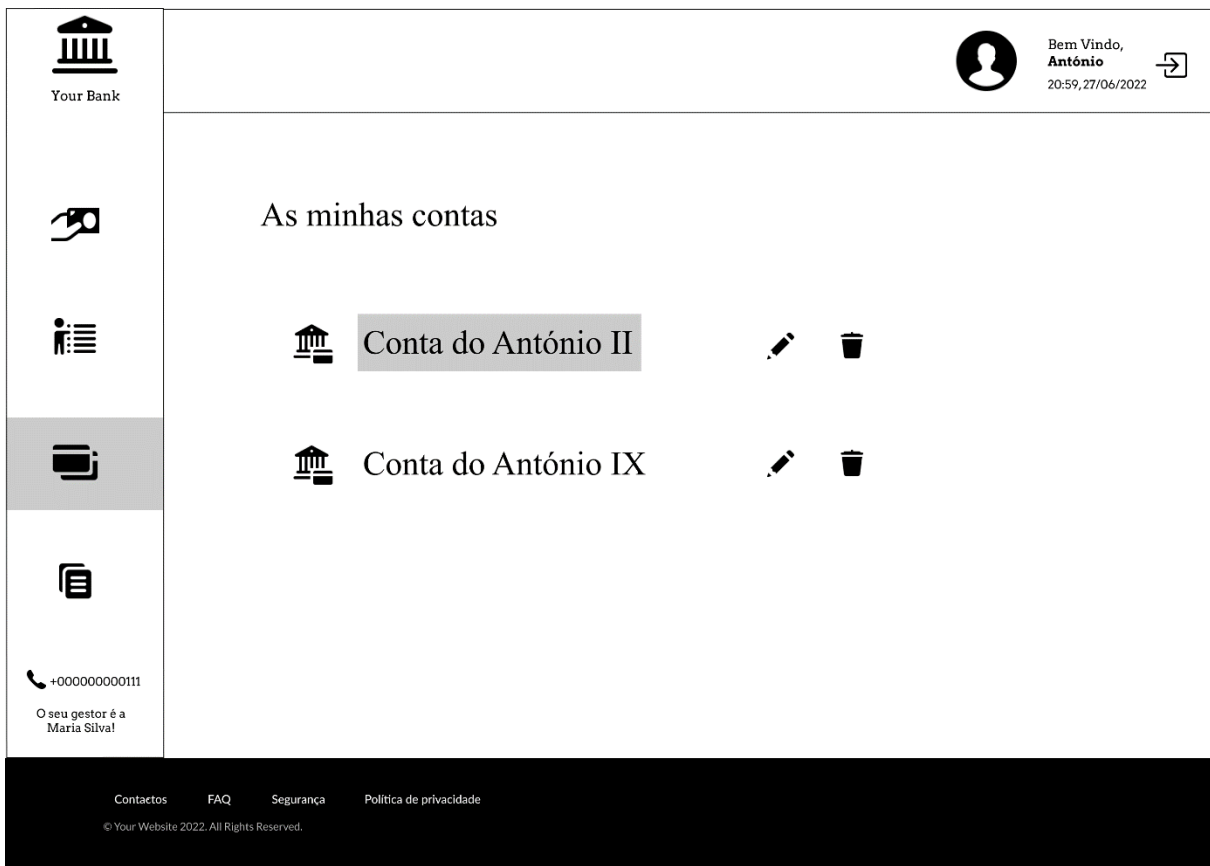 Your Bank
Bem Vindo,
António
20:59, 27/06/2022
As minhas contas
Conta do António II
Conta do António IX
+000000000111
O seu gestor é a
Maria Silva!
Contactos FAQ Segurança Política de privacidade
© Your Website 2022. All Rights Reserved.